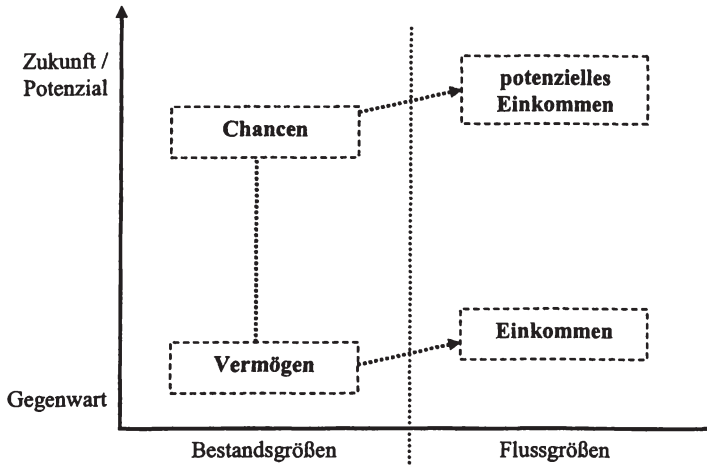 Zukunft /
Potenzial
potenzielles
Einkommen
Chancen
Einkommen
Vermögen
Gegenwart
Bestandsgrößen
Flussgrößen